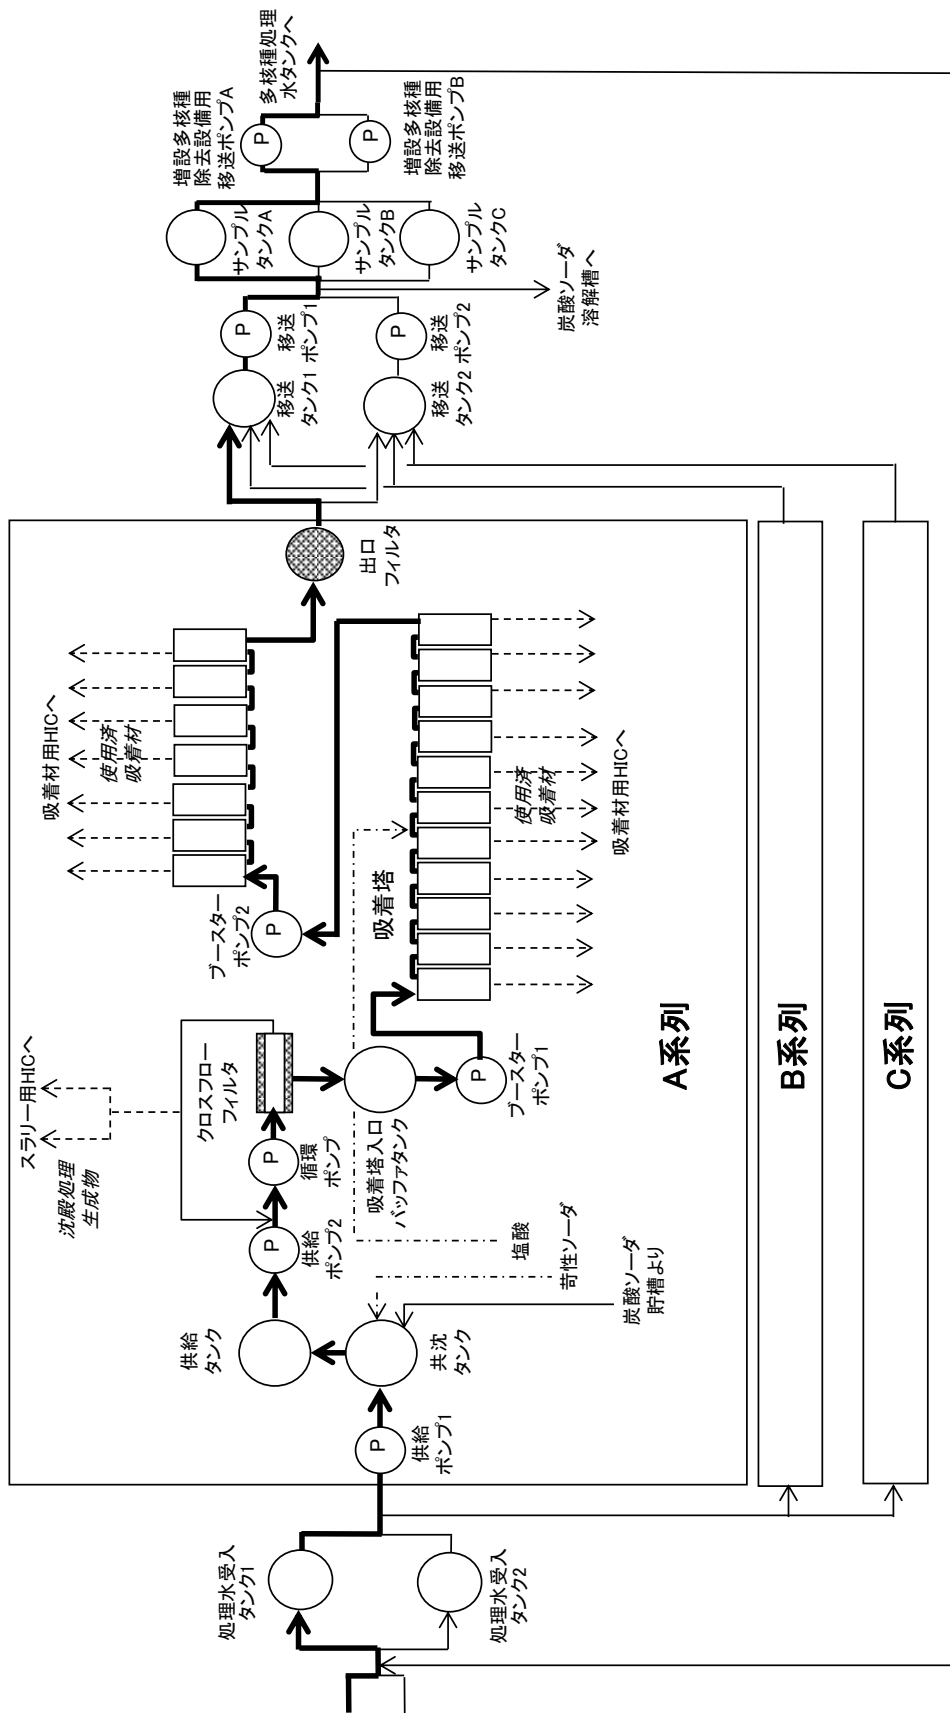 処理水受入
タンク1
処理水受入
タンク2
供給
ポンプ1
共沈
タンク
供給
タンク
炭酸ソーダ
貯槽より
苛性ソーダ
塩酸
供給
ポンプ2
循環
ポンプ
クロスフロー
フィルタ
スラリー用HICへ
沈殿処理
生成物
吸着塔入口
バッファタンク
ブースター
ポンプ1
吸着塔
使用済
吸着材
吸着材用HICへ
ブースター
ポンプ2
吸着材用HICへ
使用済
吸着材
出口
フィルタ
A系列
B系列
C系列
移送
タンク1
移送
ポンプ1
移送
タンク2
移送
ポンプ2
炭酸ソーダ
溶解槽へ
サンプル
タンクA
サンプル
タンクB
サンプル
タンクC
増設多核種
除去設備用
移送ポンプA
増設多核種
除去設備用
移送ポンプB
多核種処理
水タンクへ
P
P
P
P
P
P
P
P
P